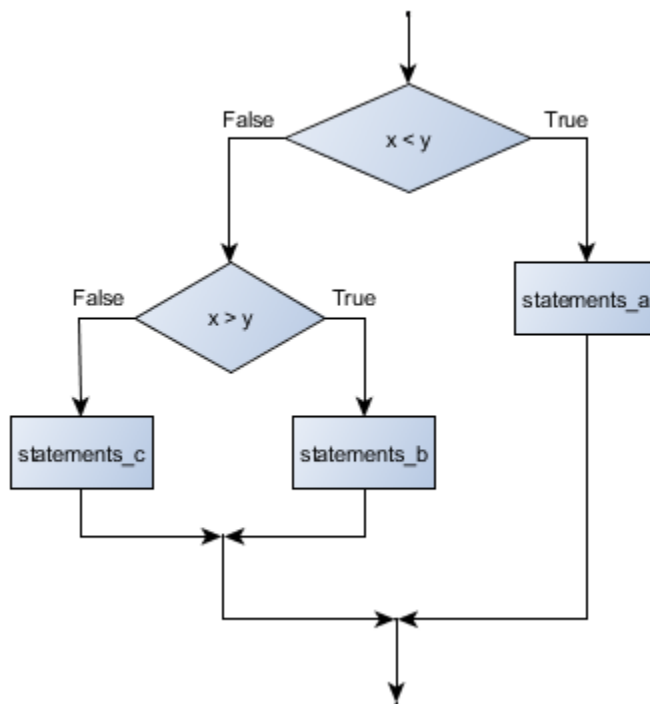 False
True
x < y
False
True
x > y
statements_a
statements_c
statements_b